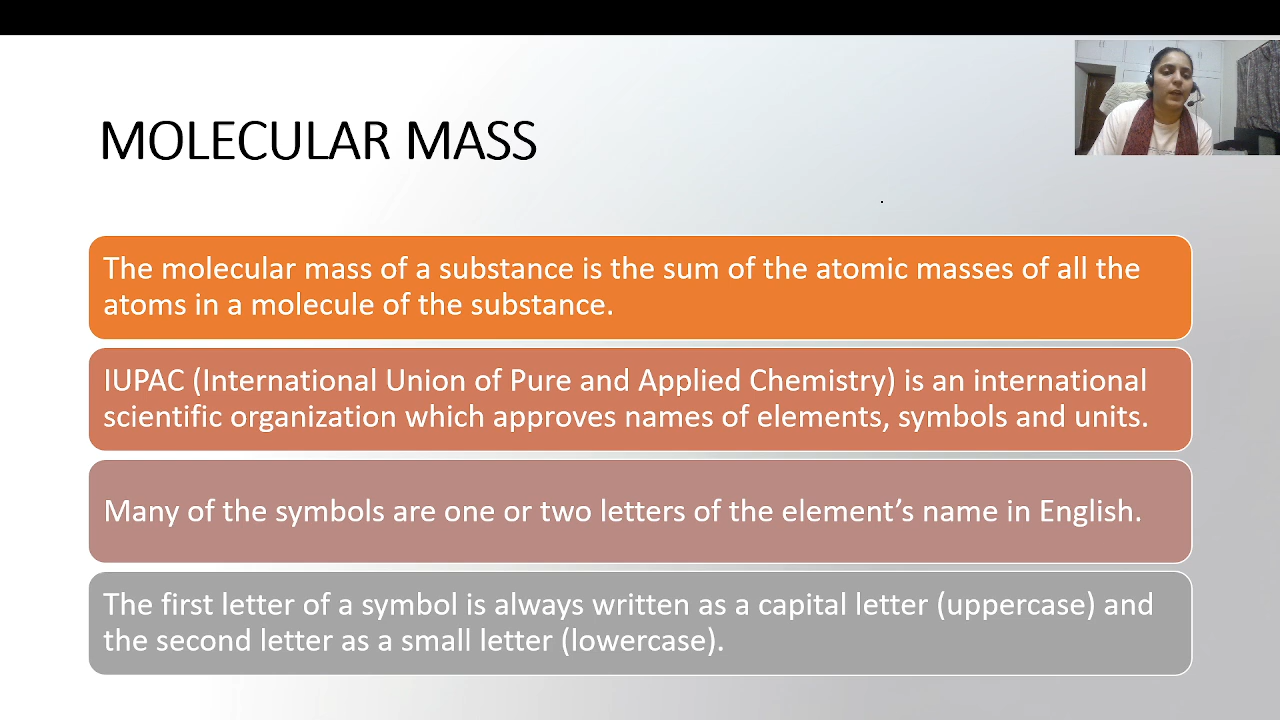 MOLECULAR MASS
The molecular mass of a substance is the sum of the atomic masses of all the
atoms in a molecule of the substance.
IUPAC (International Union of Pure and Applied Chemistry) is an international
scientific organization which approves names of elements, symbols and units.
Many of the symbols are one or two letters of the element’s name in English.
The first letter of a symbol is always written as a capital letter (uppercase) and
the second letter as a small letter (lowercase).